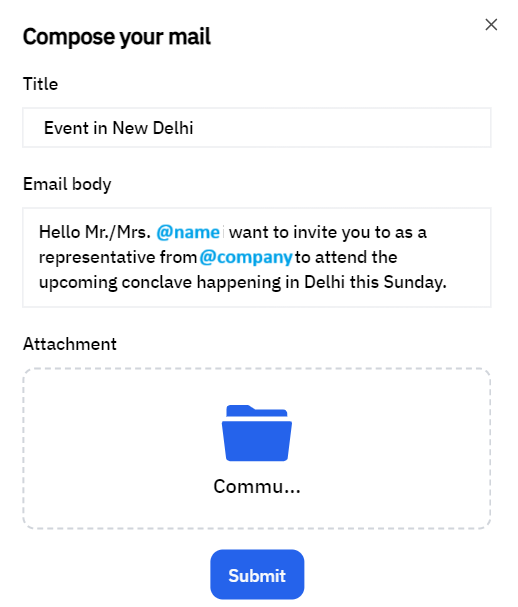 Compose your mail
Title
Event in New Delhi
Email body
Hello Mr./Mrs. @name want to invite you to as a
representative from @company to attend the
upcoming conclave happening in Delhi this Sunday.
Attachment
Commu...
Submit